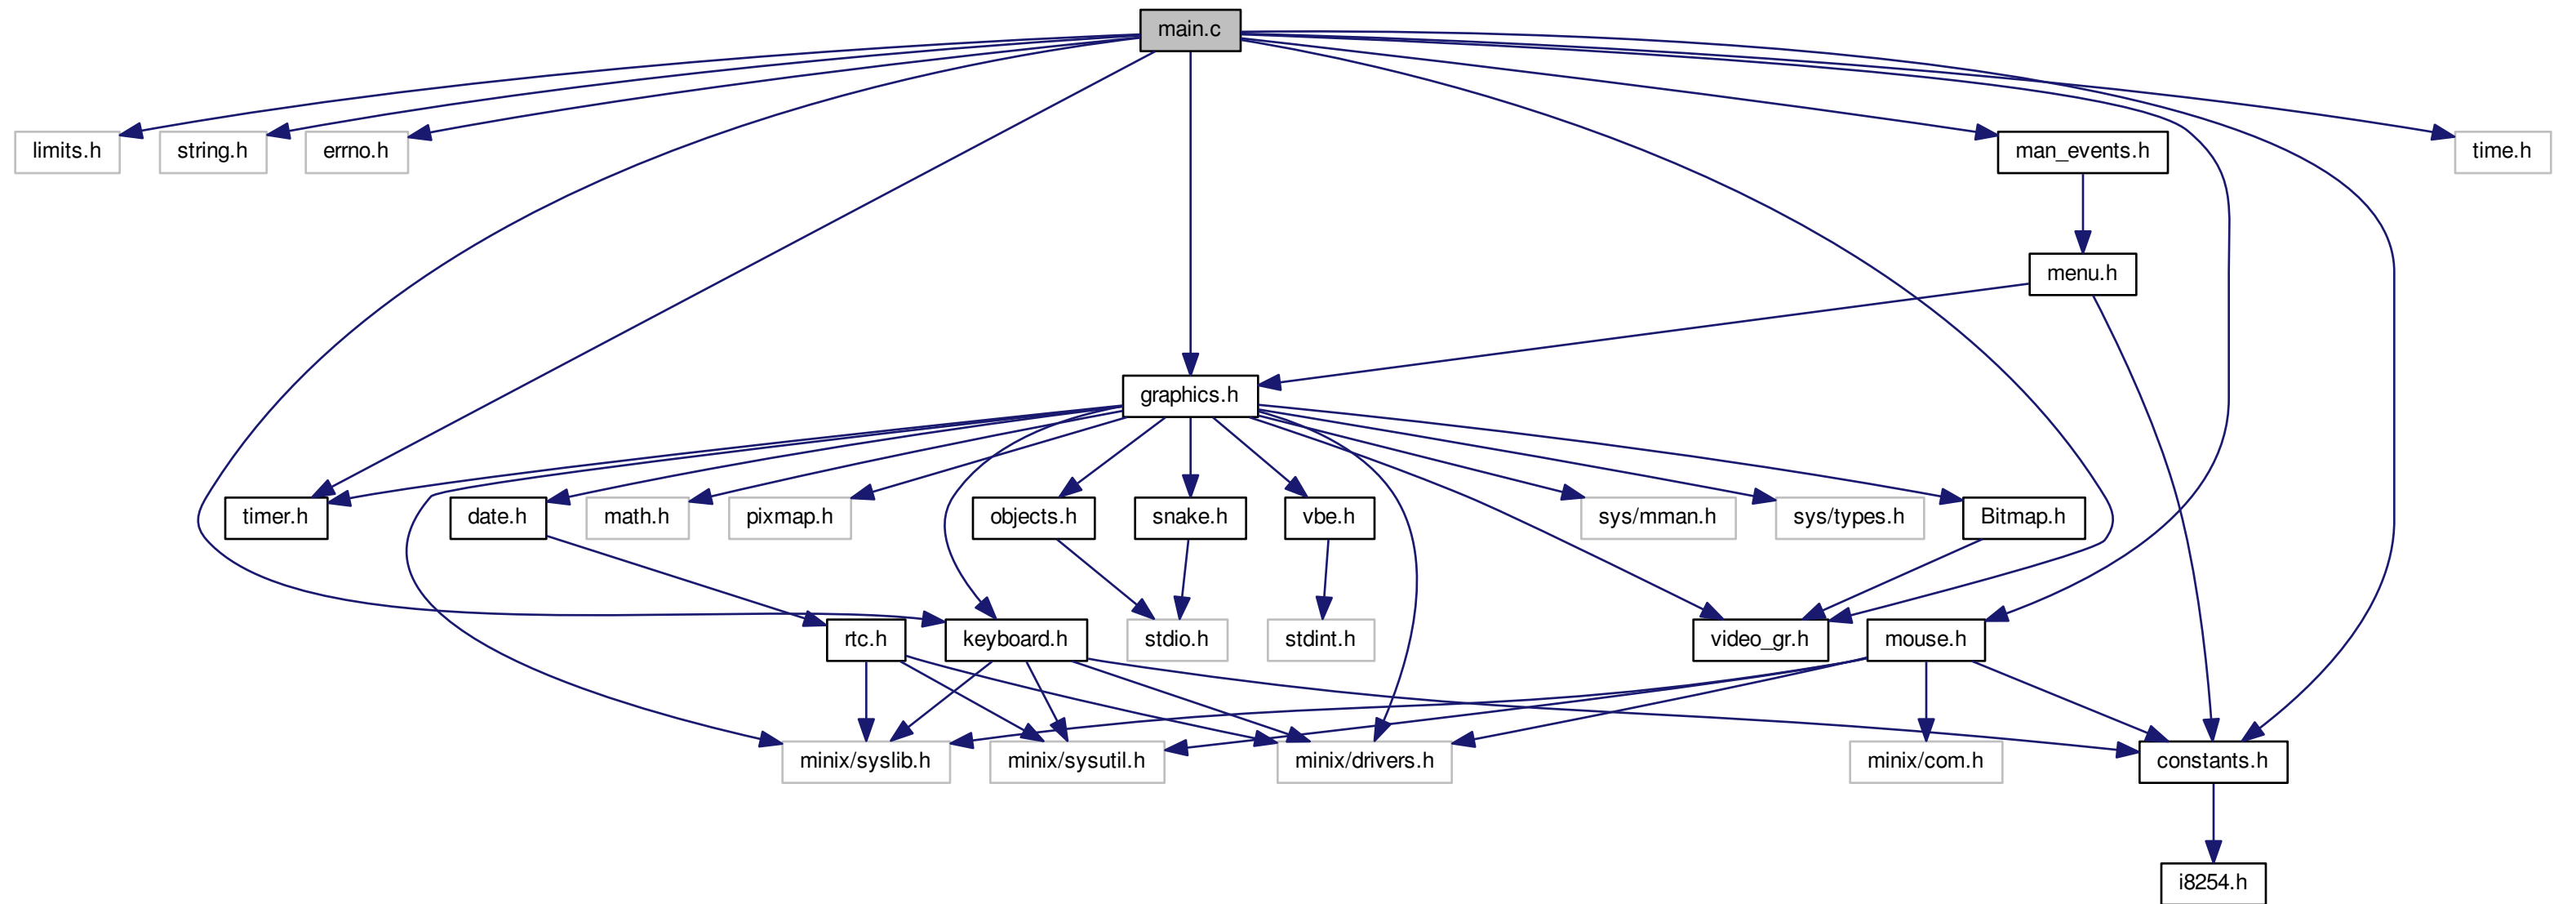 main.c
limits.h
string.h
errno.h
man_events.h
time.h
menu.h
graphics.h
timer.h
date.h
math.h
pixmap.h
objects.h
snake.h
vbe.h
sys/mman.h
sys/types.h
Bitmap.h
rtc.h
keyboard.h
stdio.h
stdint.h
video_gr.h
mouse.h
minix/syslib.h
minix/sysutil.h
minix/drivers.h
minix/com.h
constants.h
i8254.h